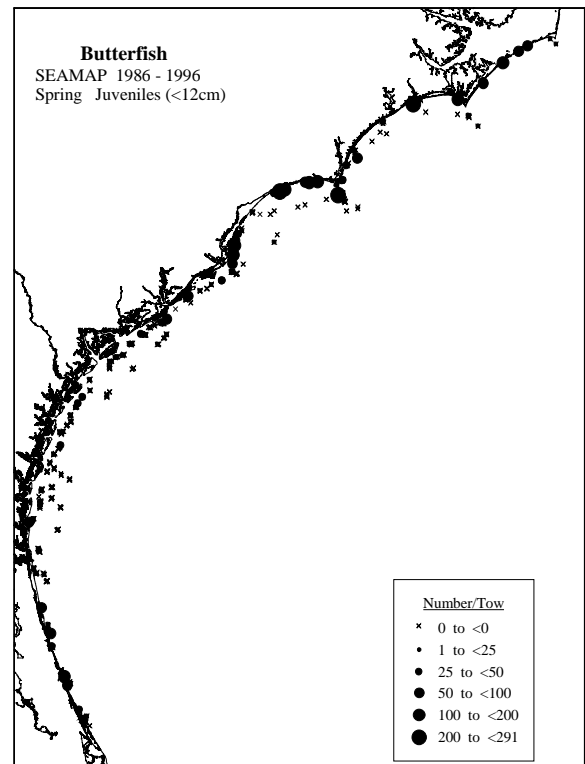 Butterfish
SEAMAP 1986 - 1996
Spring Juveniles (<12cm)
Number/Tow
× 0 to <0
1 to <25
25 to <50
50 to <100
100 to <200
200 to <291